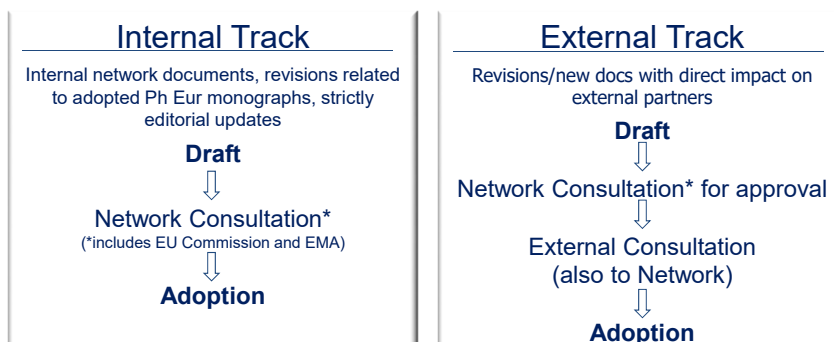 Internal Track
Internal network documents, revisions related
to adopted Ph Eur monographs, strictly
editorial updates
Draft
Network Consultation*
(*includes EU Commission and EMA)
Adoption
External Track
Revisions/new docs with direct impact on
external partners
Draft
Network Consultation* for approval
External Consultation
(also to Network)
Adoption